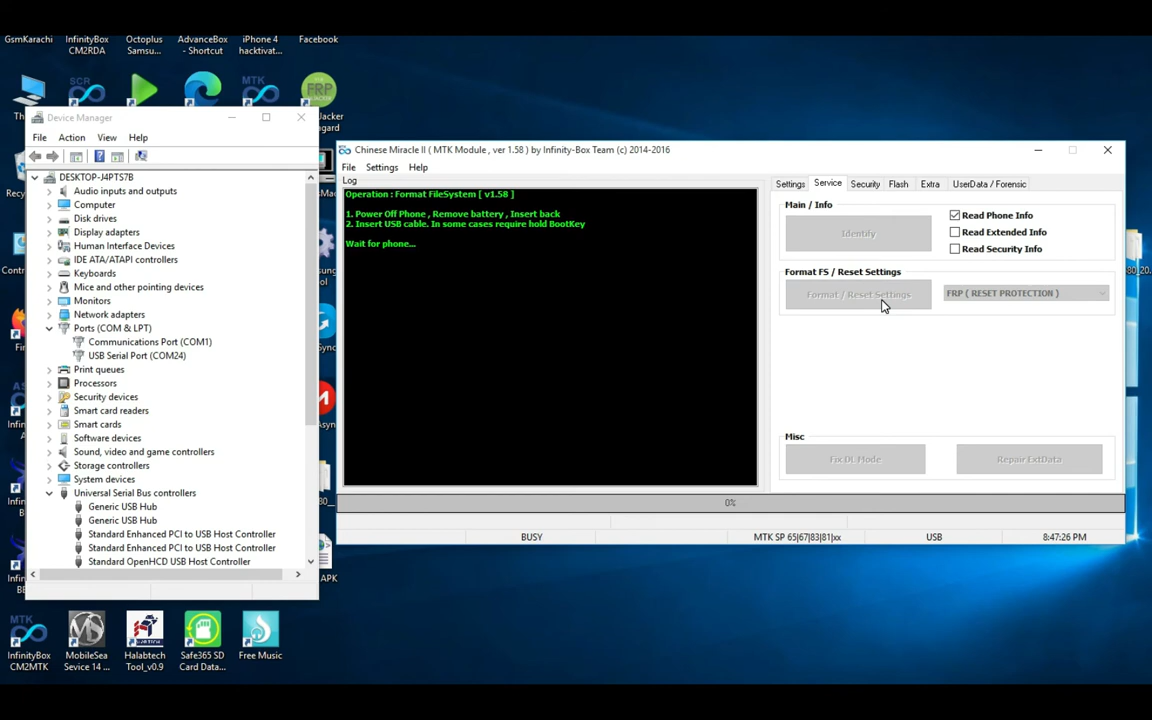 GsmKarachi
InfinityBox
CM2RDA
Octoplus
Samsu...
AdvanceBox
- Shortcut
iPhone 4
hacktivat...
Facebook
SCR
MTK
FRP
Device Manager
File Action View Help
DESKTOP-J4PTS7B
Audio inputs and outputs
Computer
Disk drives
Display adapters
Human Interface Devices
IDE ATA/ATAPI controllers
Keyboards
Mice and other pointing devices
Monitors
Network adapters
Ports (COM & LPT)
Communications Port (COM1)
USB Serial Port (COM24)
Print queues
Processors
Security devices
Smart card readers
Smart cards
Software devices
Sound, video and game controllers
Storage controllers
System devices
Universal Serial Bus controllers
Generic USB Hub
Generic USB Hub
Standard Enhanced PCI to USB Host Controller
Standard Enhanced PCI to USB Host Controller
Standard OpenHCD USB Host Controller
Chinese Miracle II ( MTK Module , ver 1.58 ) by Infinity-Box Team (c) 2014-2016
File Settings Help
Log
Operation : Format FileSystem [ v1.58 ]
1. Power Off Phone , Remove battery , Insert back
2. Insert USB cable. In some cases require hold BootKey
Wait for phone...
Settings Service Security Flash Extra UserData / Forensic
Main / Info
Identify
Read Phone Info
Read Extended Info
Read Security Info
Format FS / Reset Settings
Format / Reset Settings
FRP ( RESET PROTECTION )
Misc
Fix DL Mode
Repair ExtData
0%
BUSY
MTK SP 65|67|83|81|xx
USB
8:47:26 PM
APK
MTK
InfinityBox
CM2MTK
MobileSea
Sevice 14 ...
Halabtech
Tool_v0.9
Safe365 SD
Card Data...
Free Music